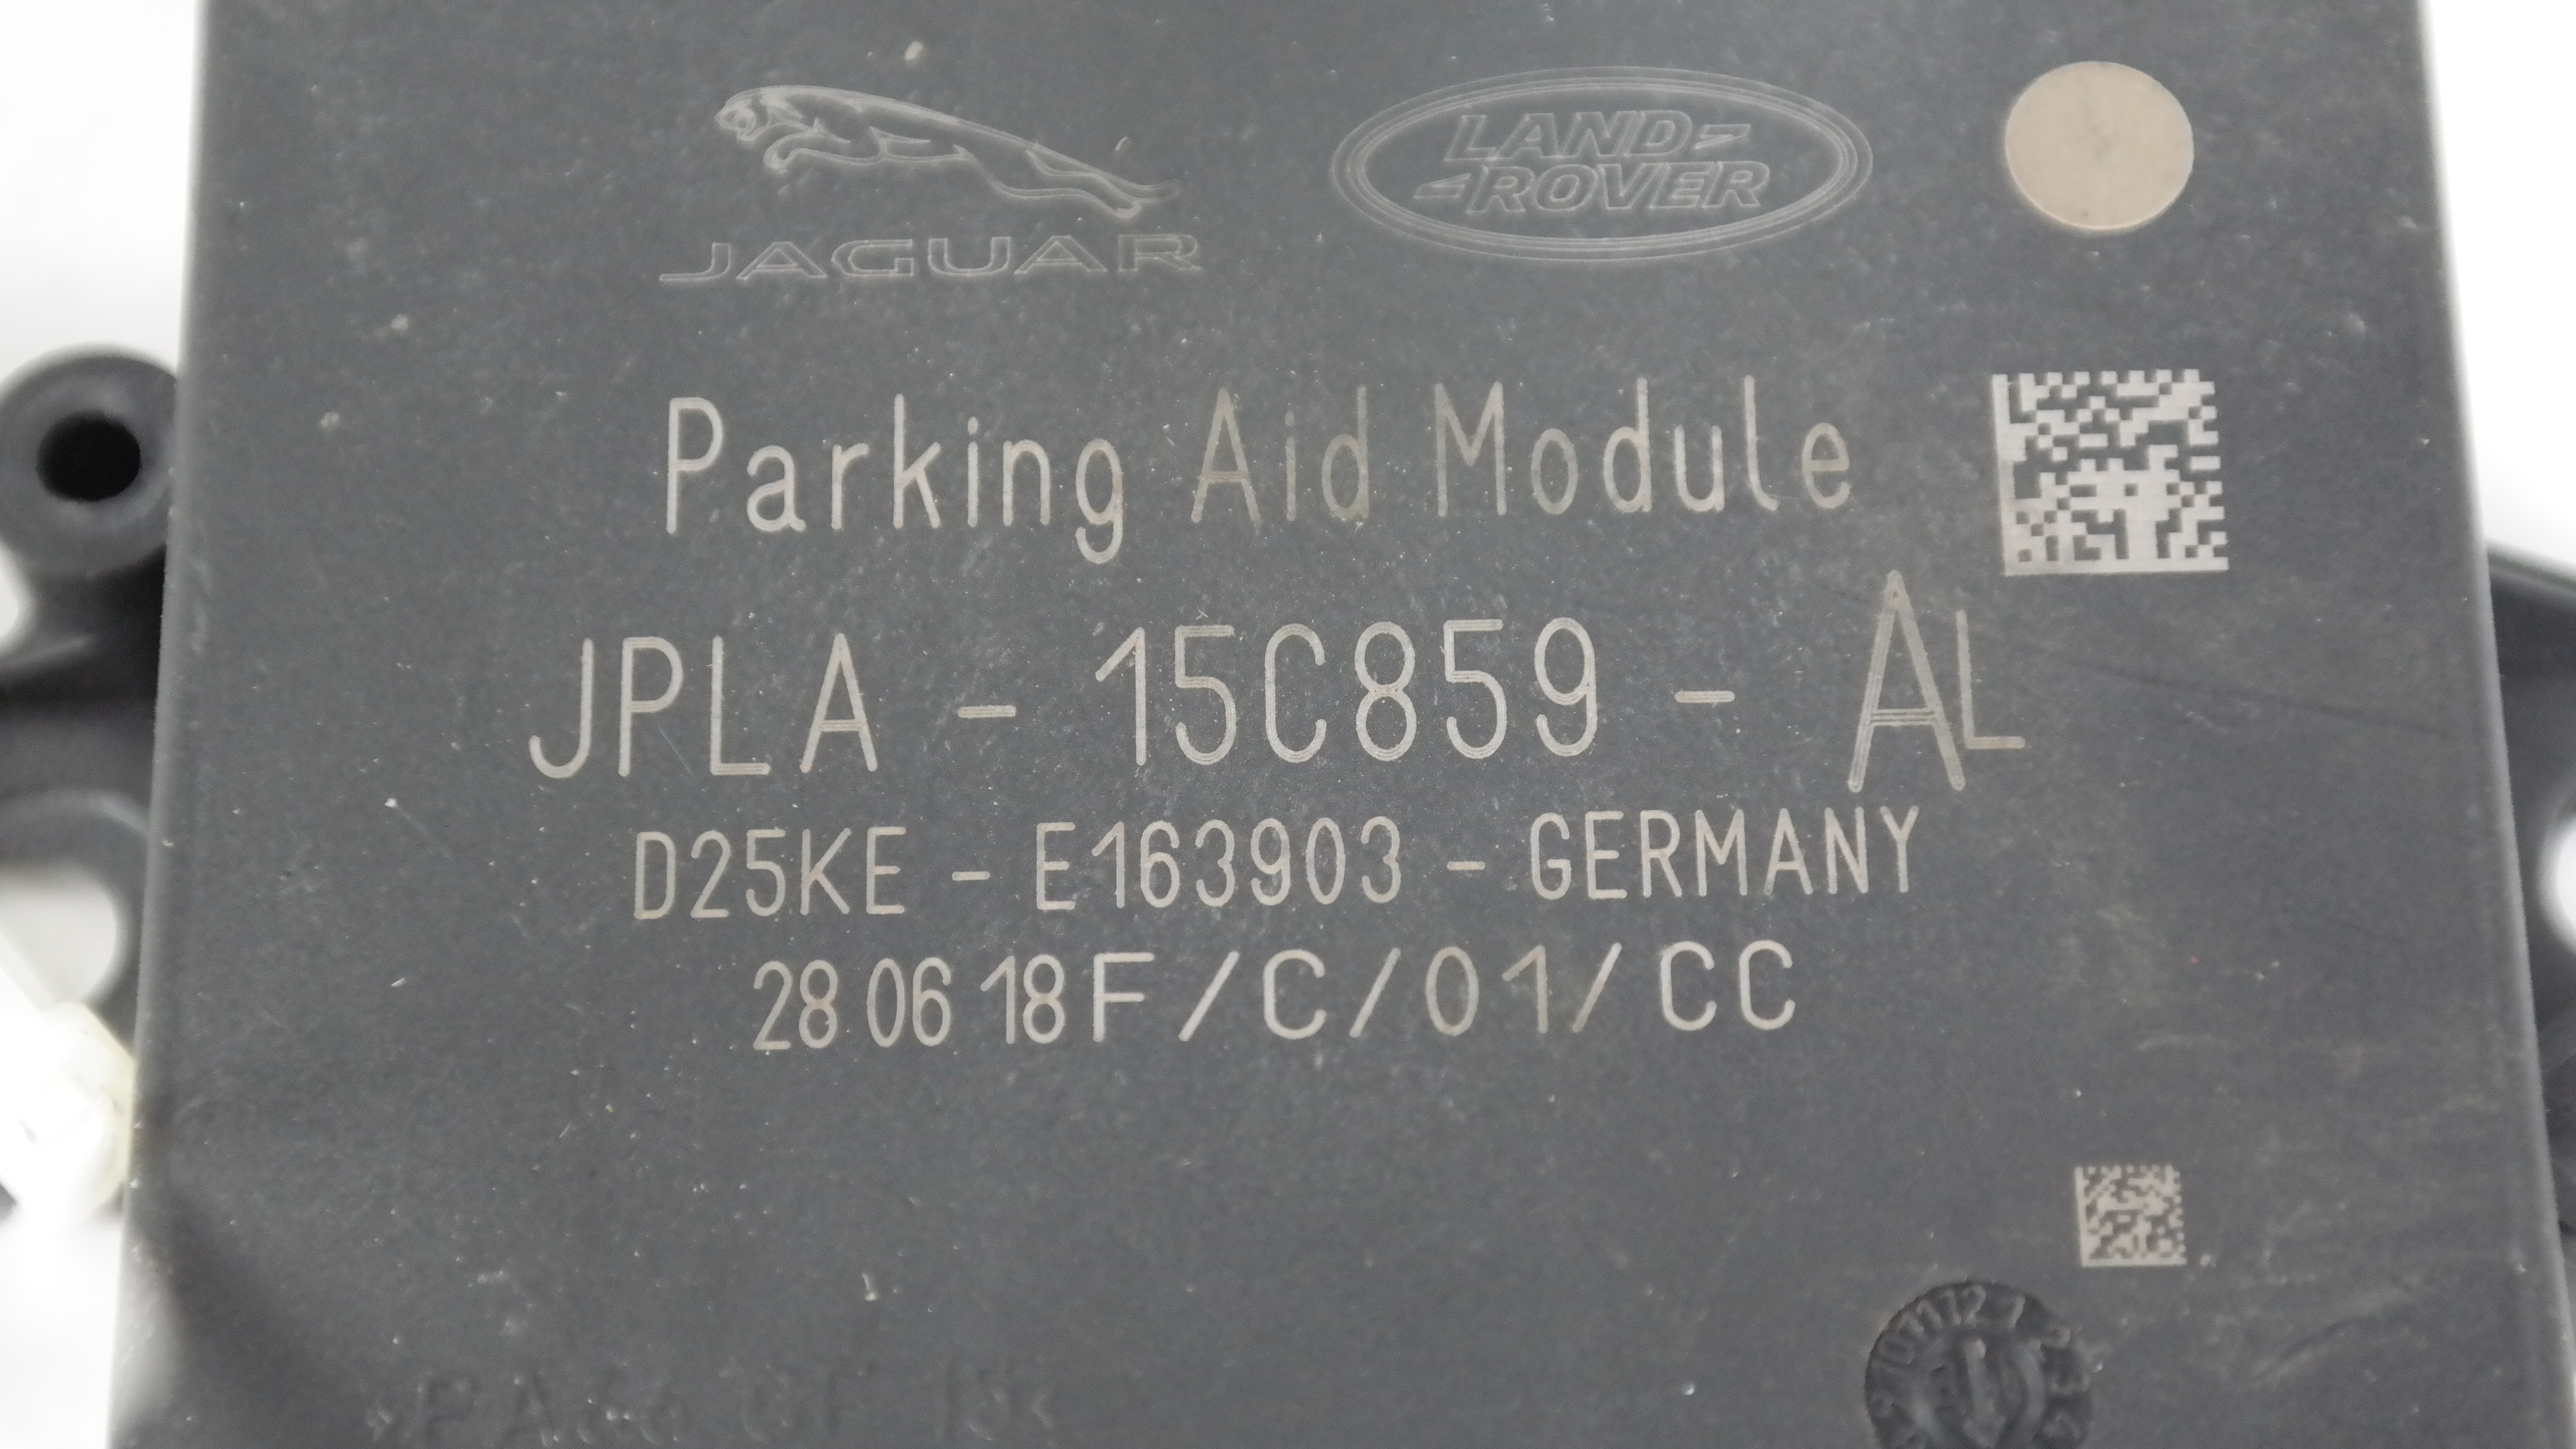 JAGUAR
LAND-
-ROVER
Parking Aid Module
JPLA - 15C859 - AL
D25KE - E163903 - GERMANY
28 06 18 F/C/01/CC